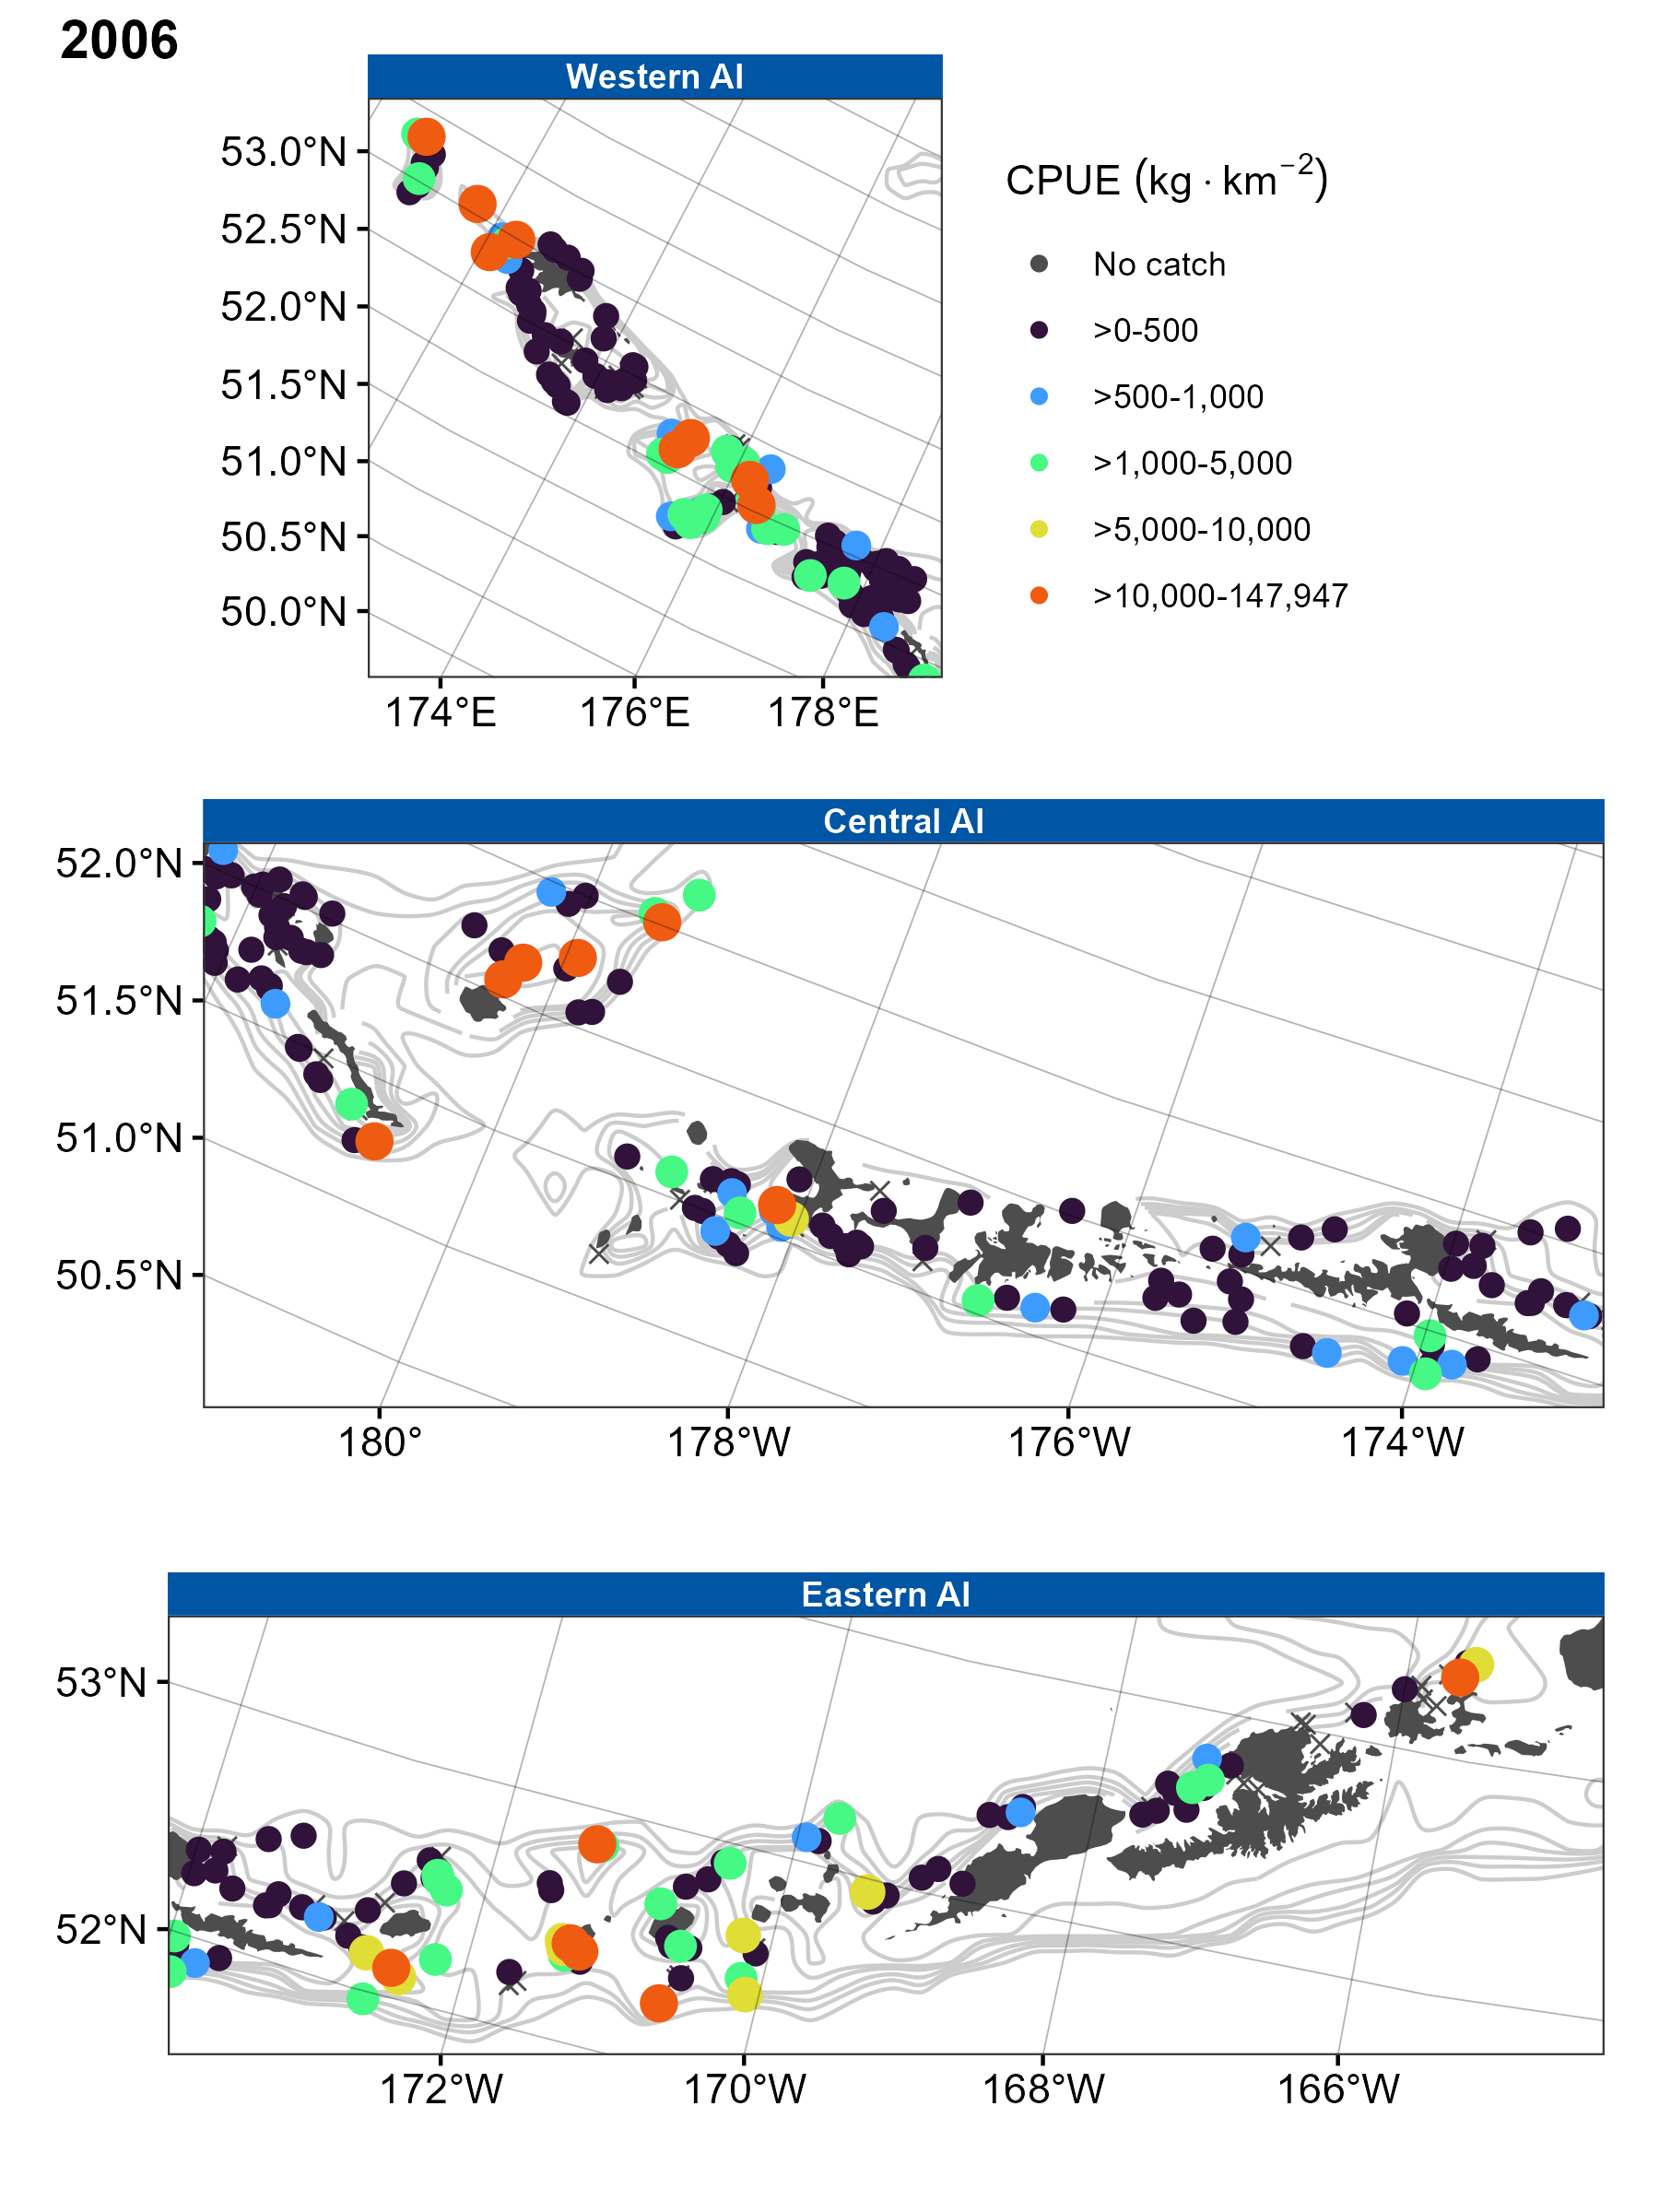 2006
Western AI
53.0°N
52.5°N
52.0°N
51.5°N
51.0°N
50.5°N
50.0°N
174°E 176°E 178°E
CPUE (kg · km⁻²)
No catch
>0-500
>500-1,000
>1,000-5,000
>5,000-10,000
>10,000-147,947
Central AI
52.0°N
51.5°N
51.0°N
50.5°N
180° 178°W 176°W 174°W
Eastern AI
53°N
52°N
172°W 170°W 168°W 166°W